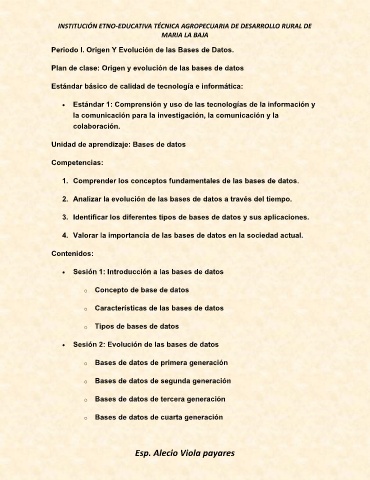 INSTITUCIÓN ETNO-EDUCATIVA TÉCNICA AGROPECUARIA DE DESARROLLO RURAL DE
MARIA LA BAJA
Periodo I. Origen Y Evolución de las Bases de Datos.
Plan de clase: Origen y evolución de las bases de datos
Estándar básico de calidad de tecnología e informática:
• Estándar 1: Comprensión y uso de las tecnologías de la información y
la comunicación para la investigación, la comunicación y la
colaboración.
Unidad de aprendizaje: Bases de datos
Competencias:
1. Comprender los conceptos fundamentales de las bases de datos.
2. Analizar la evolución de las bases de datos a través del tiempo.
3. Identificar los diferentes tipos de bases de datos y sus aplicaciones.
4. Valorar la importancia de las bases de datos en la sociedad actual.
Contenidos:
• Sesión 1: Introducción a las bases de datos
o Concepto de base de datos
o Características de las bases de datos
o Tipos de bases de datos
• Sesión 2: Evolución de las bases de datos
o Bases de datos de primera generación
o Bases de datos de segunda generación
o Bases de datos de tercera generación
o Bases de datos de cuarta generación
Esp. Alecio Viola payares